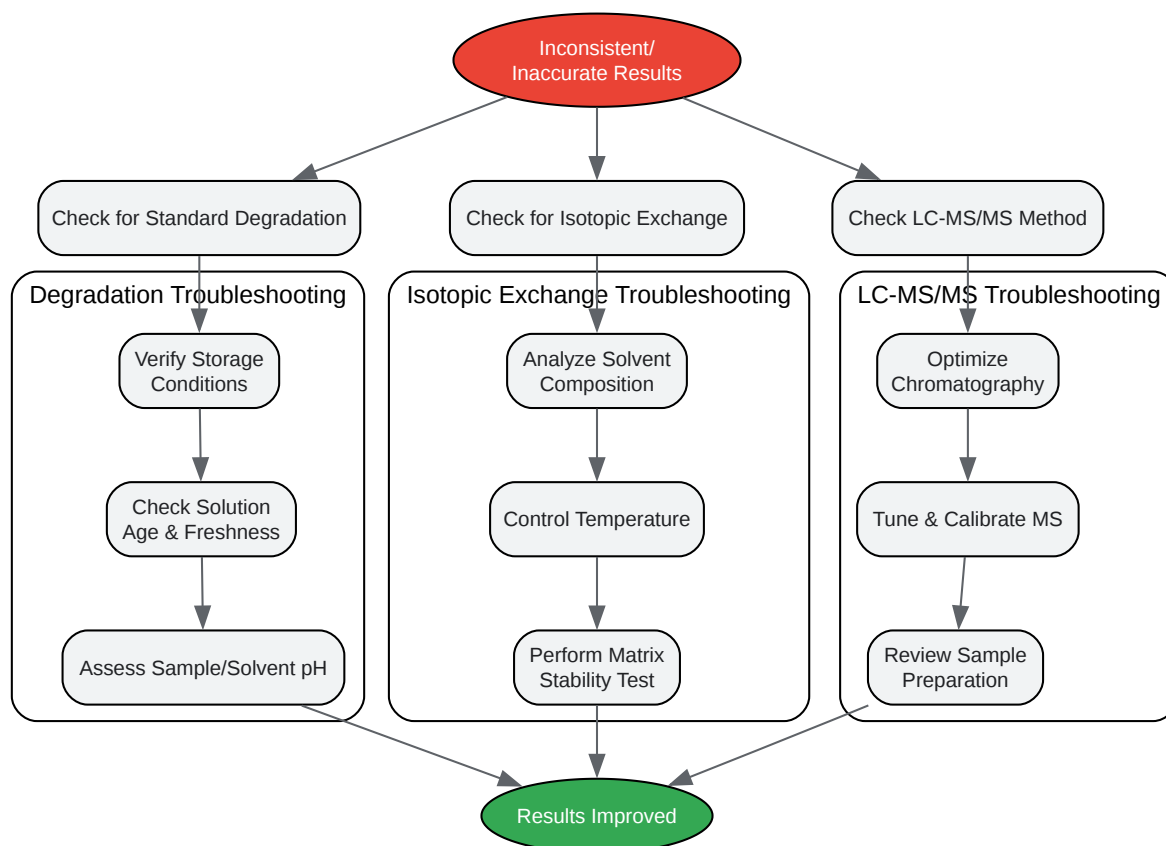 Inconsistent/
Inaccurate Results
Check for Standard Degradation
Check for Isotopic Exchange
Check LC-MS/MS Method
Degradation Troubleshooting
Isotopic Exchange Troubleshooting
LC-MS/MS Troubleshooting
Verify Storage
Conditions
Analyze Solvent
Composition
Optimize
Chromatography
Check Solution
Age & Freshness
Control Temperature
Tune & Calibrate MS
Assess Sample/Solvent pH
Perform Matrix
Stability Test
Review Sample
Preparation
Results Improved